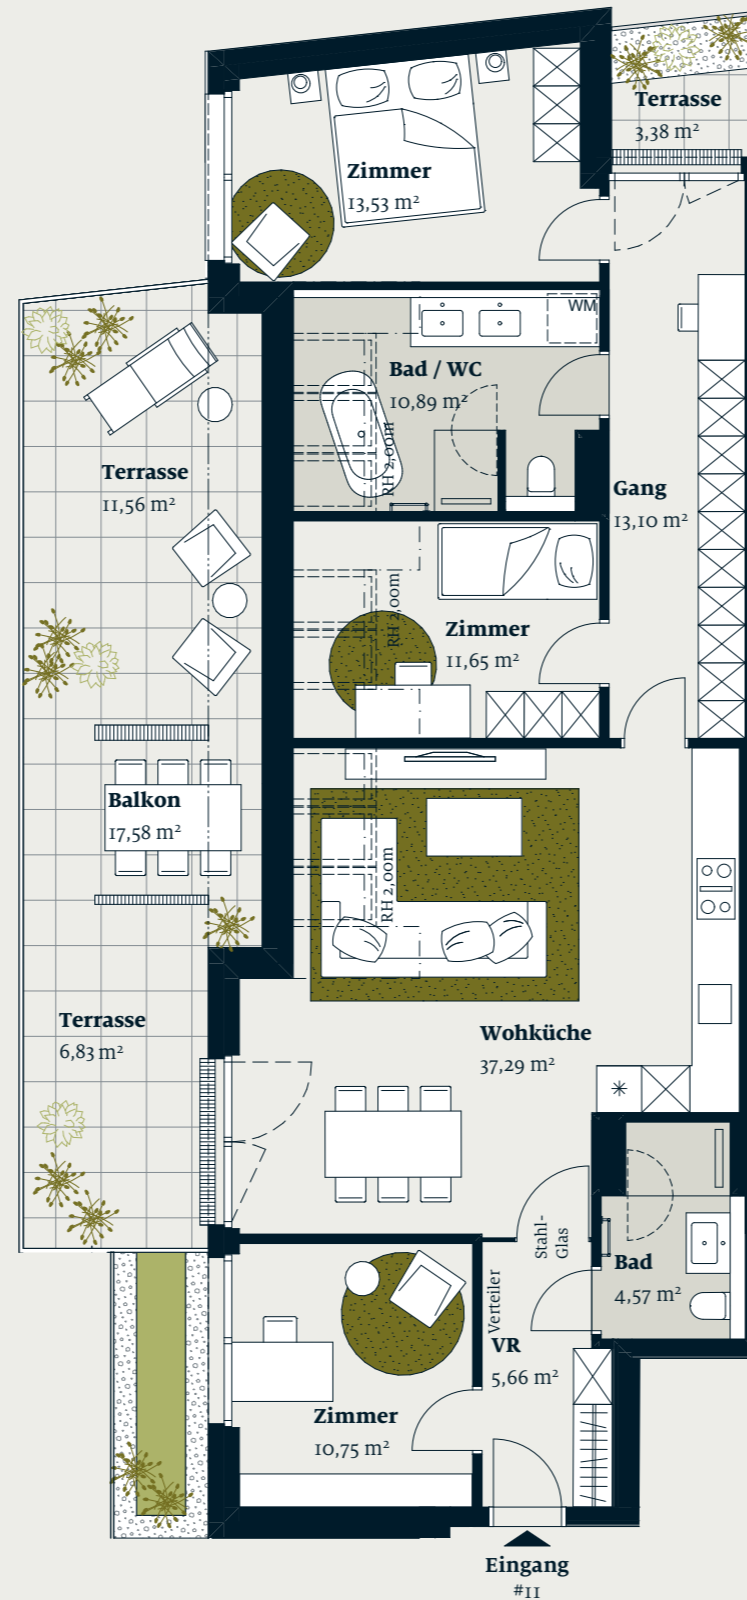 Terrasse
3,38 m²
Zimmer
13,53 m²
WM
Bad / WC
10,89 m²
RH 2,00m
Terrasse
11,56 m²
Gang
13,10 m²
RH 2,00m
Zimmer
11,65 m²
Balkon
17,58 m²
RH 2,00m
Terrasse
6,83 m²
Wohküche
37,29 m²
Stahl-
Glas
Bad
4,57 m²
Verteiler
VR
5,66 m²
Zimmer
10,75 m²
Eingang
#11